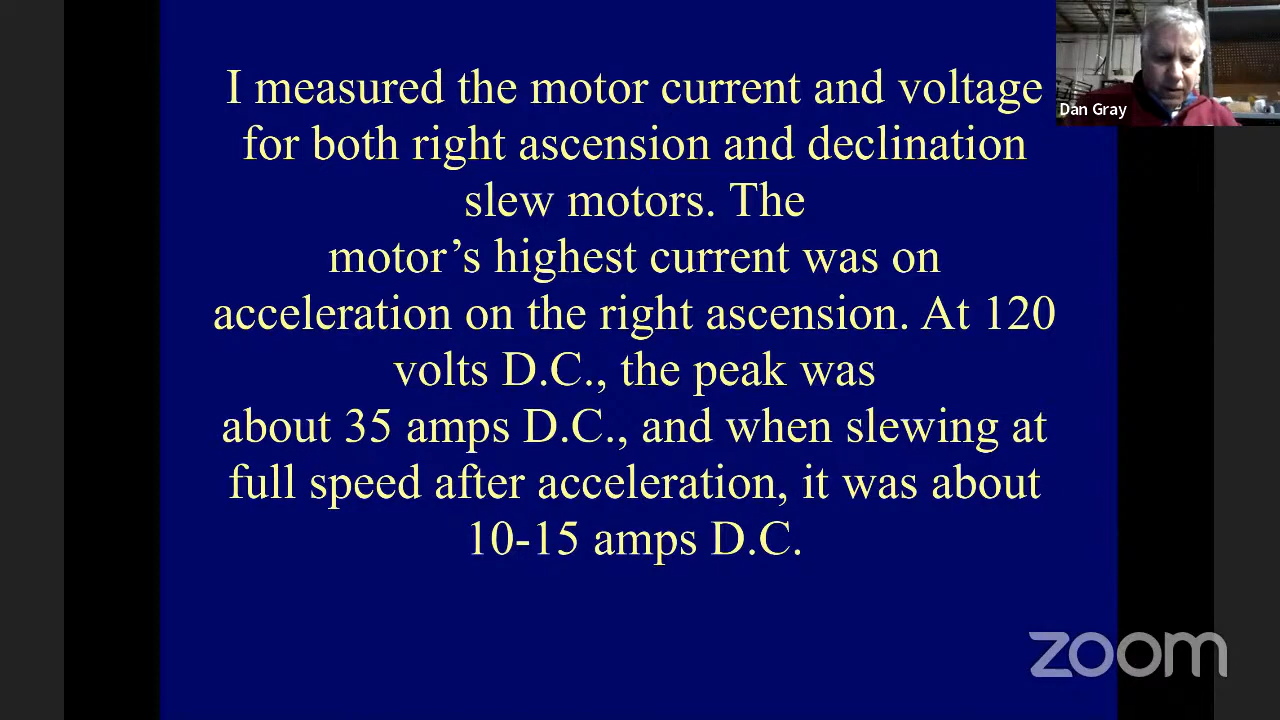 I measured the motor current and voltage
for both right ascension and declination
slew motors. The
motor’s highest current was on
acceleration on the right ascension. At 120
volts D.C., the peak was
about 35 amps D.C., and when slewing at
full speed after acceleration, it was about
10-15 amps D.C.
Dan Gray
zoom